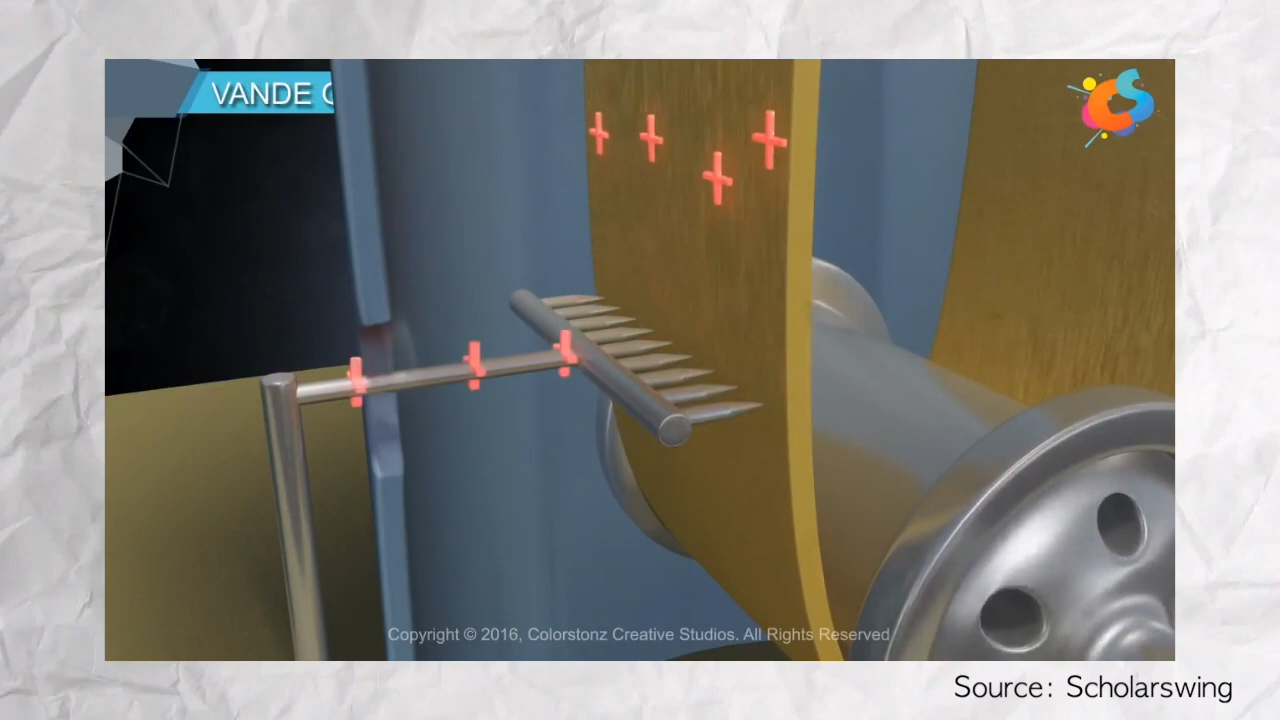 VANDE
Copyright © 2016, Colorstonz Creative Studios. All Rights Reserved
Source: Scholarswing